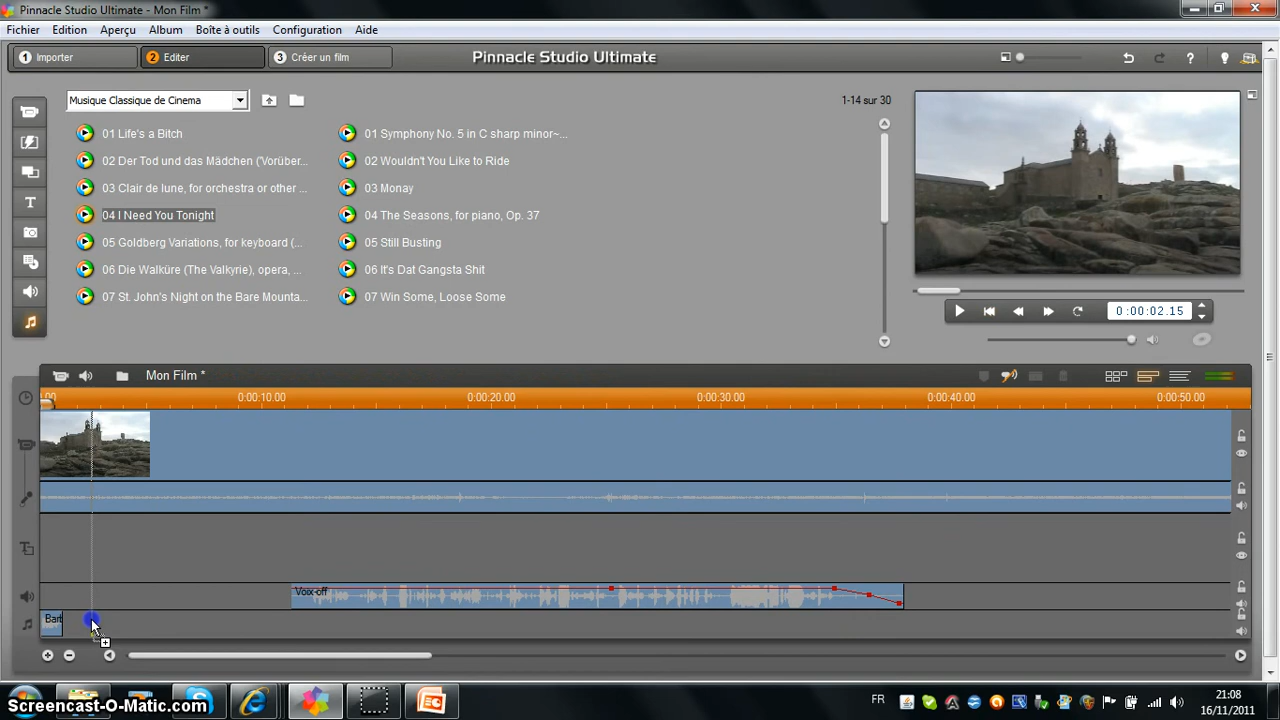 Pinnacle Studio Ultimate - Mon Film *
Fichier Edition Aperçu Album Boîte à outils Configuration Aide
1 Importer 2 Editer 3 Créer un film Pinnacle Studio Ultimate
Musique Classique de Cinema 1-14 sur 30
01 Life's a Bitch 01 Symphony No. 5 in C sharp minor~...
02 Der Tod und das Mädchen ('Vorüber... 02 Wouldn't You Like to Ride
03 Clair de lune, for orchestra or other ... 03 Monay
04 I Need You Tonight 04 The Seasons, for piano, Op. 37
05 Goldberg Variations, for keyboard (... 05 Still Busting
06 Die Walküre (The Valkyrie), opera, ... 06 It's Dat Gangsta Shit
07 St. John's Night on the Bare Mounta... 07 Win Some, Loose Some
0:00:02.15
Mon Film *
.00 0:00:10.00 0:00:20.00 0:00:30.00 0:00:40.00 0:00:50.00
Voix-off
FR 21:08
16/11/2011
Screencast-O-Matic.com